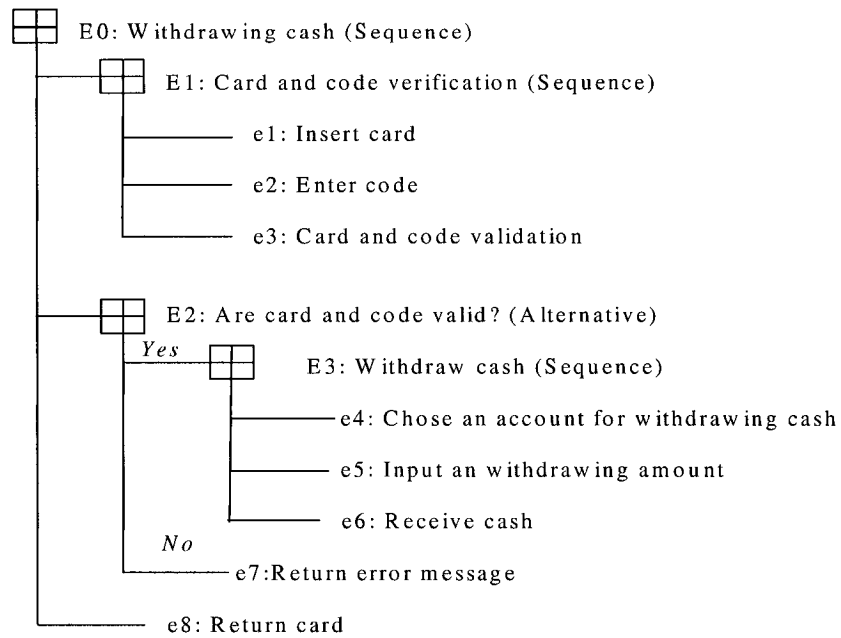 E0: Withdrawing cash (Sequence)
E1: Card and code verification (Sequence)
e1: Insert card
e2: Enter code
e3: Card and code validation
E2: Are card and code valid? (Alternative)
Yes
E3: Withdraw cash (Sequence)
e4: Chose an account for withdrawing cash
e5: Input an withdrawing amount
e6: Receive cash
No
e7:Return error message
e8: Return card